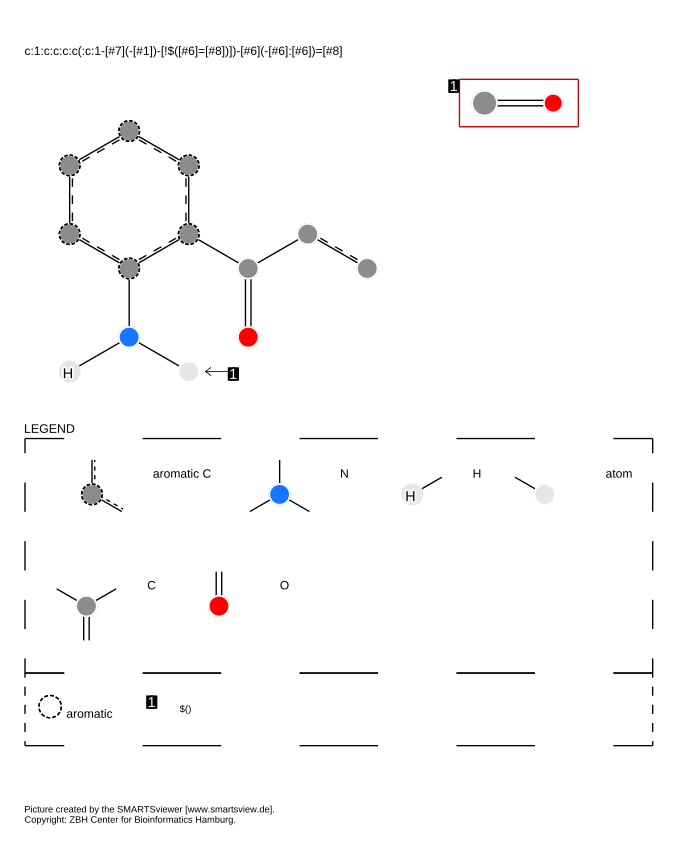 c:1:c:c:c:c(:c:1-[#7](-[#1])-[!$([#6]=[#8])])-[#6](-[#6]:[#6])=[#8]
1
H
1
LEGEND
aromatic C
N
H
H
atom
C
O
aromatic
1
$()
Picture created by the SMARTSviewer [www.smartsview.de].
Copyright: ZBH Center for Bioinformatics Hamburg.